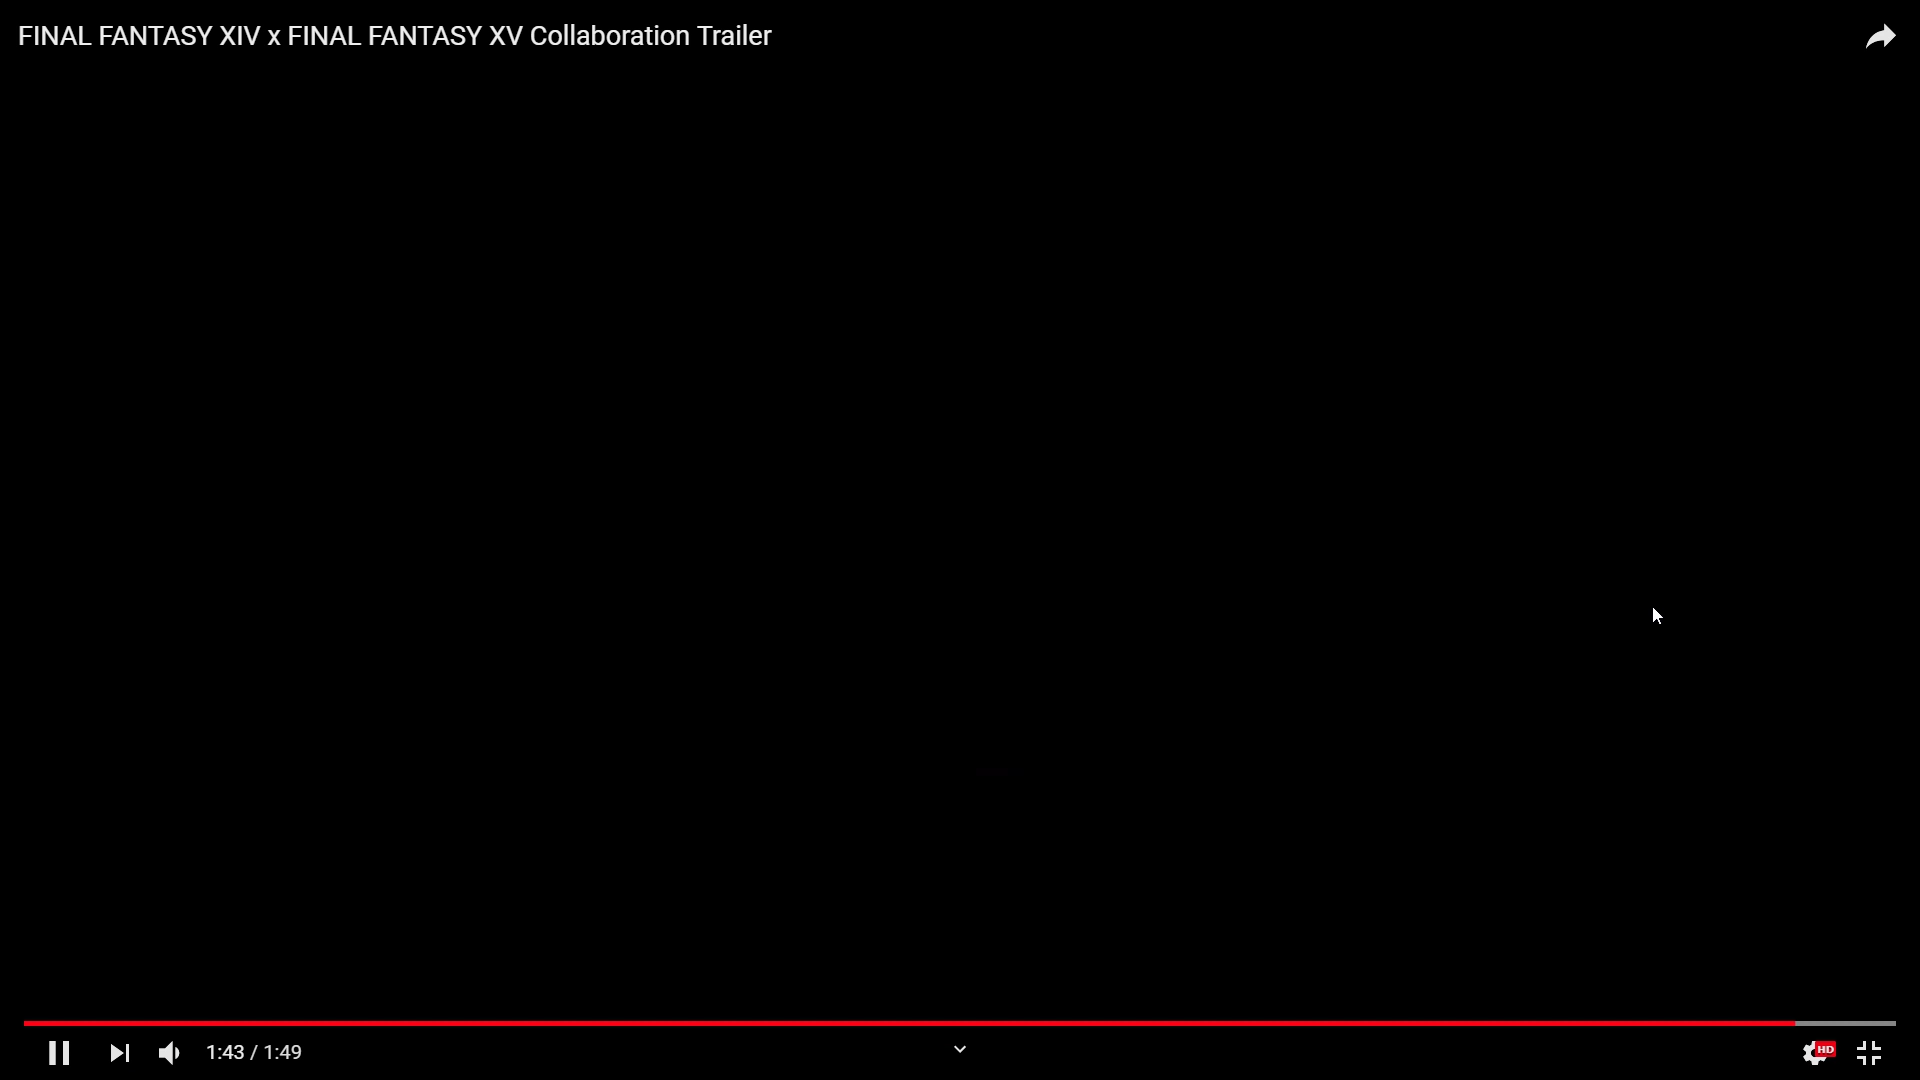 FINAL FANTASY XIV x FINAL FANTASY XV Collaboration Trailer
1:43 / 1:49
HD